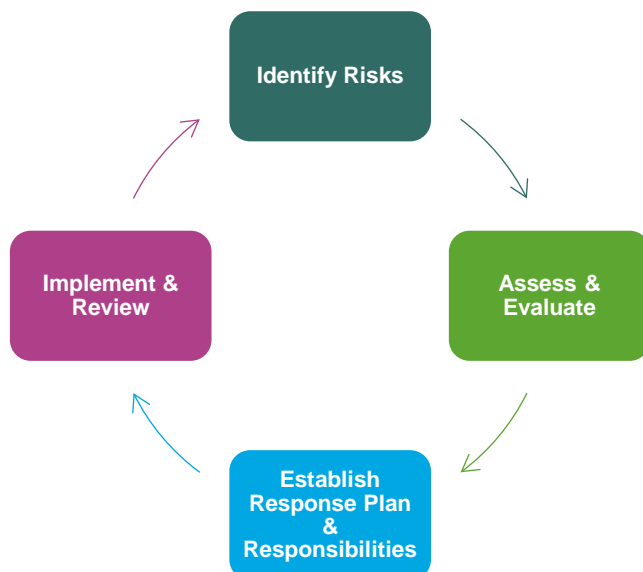 Identify Risks
Assess &
Evaluate
Establish
Response Plan
&
Responsibilities
Implement &
Review